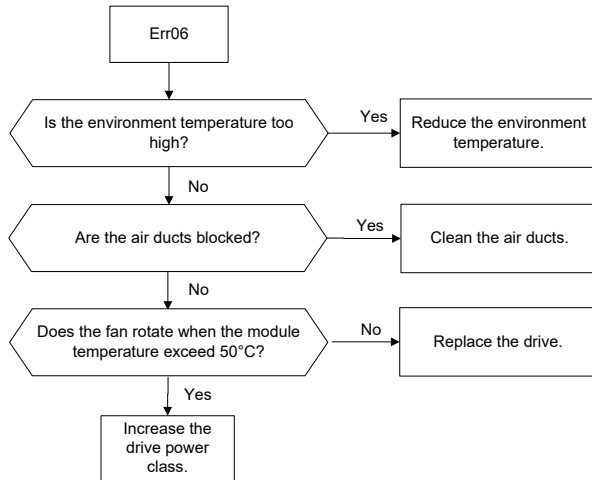 Err06
Is the environment temperature too
high?
Yes
Reduce the environment
temperature.
No
Are the air ducts blocked?
Yes
Clean the air ducts.
No
Does the fan rotate when the module
temperature exceed 50°C?
No
Replace the drive.
Yes
Increase the
drive power
class.